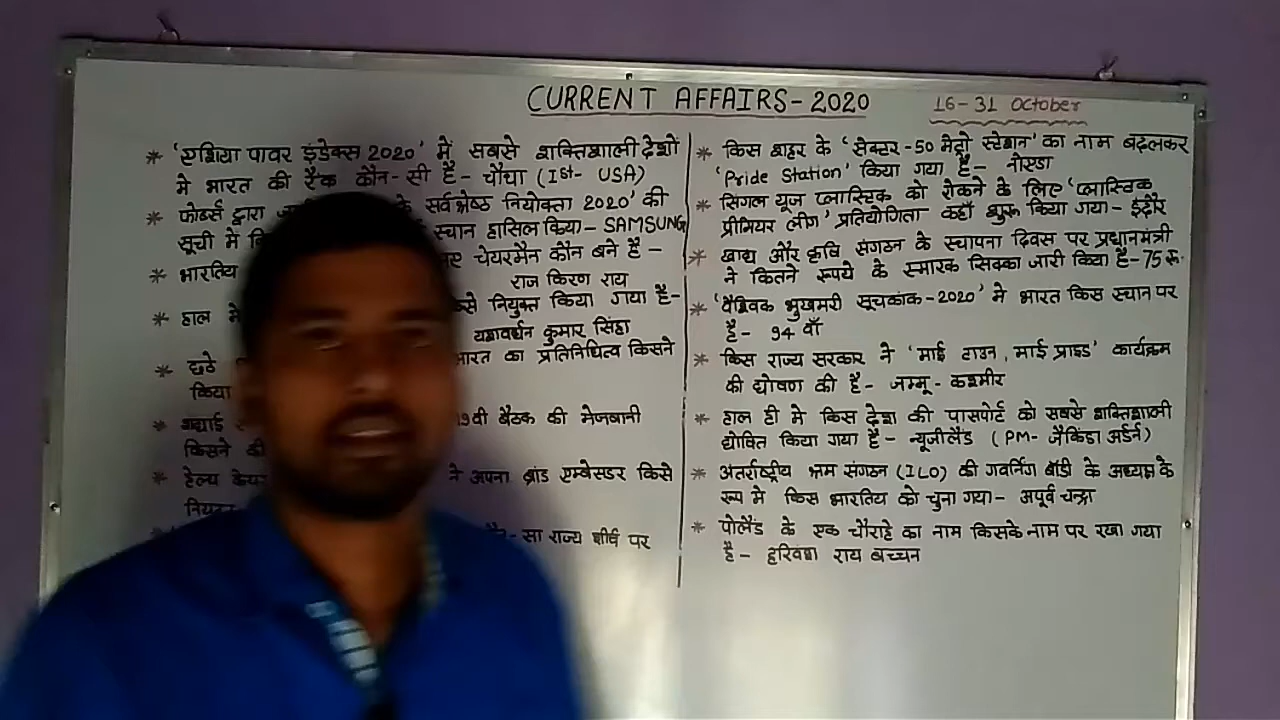 CURRENT AFFAIRS-2020
16-31 October
* 'एशिया पावर इंडेक्स 2020' में सबसे शक्तिशाली देशो
मे भारत की रैंक कौन-सी है- चौथा (Ist- USA)
* फोर्ब्स द्वारा के सर्वश्रेष्ठ नियोक्ता 2020' की
सूची मे स्थान हासिल किया- SAMSUNG
* भारतिय चेयरमैन कौन बने है -
राज किरण राय
* हाल मे नियुक्त किया गया है-
यशवर्धन कुमार सिंहा
* छठे भारत का प्रतिनिधित्व किसने
किया
* 19वी बैठक की मेजबानी
किसने की
* हेल्थ केयर ने अपना ब्रांड एम्बेस्डर किसे
सा राज्य शीर्ष पर
* किस शहर के 'सेक्टर-50 मेट्रो स्टेशन' का नाम बदलकर
'Pride Station' किया गया है- नोएडा
* सिंगल यूज प्लास्टिक को रोकने के लिए 'प्लास्टिक
प्रीमियर लीग' प्रतियोगिता कहाँ शुरू किया गया- इंदौर
* खाद्य और कृषि संगठन के स्थापना दिवस पर प्रधानमंत्री
ने कितने रूपये के स्मारक सिक्का जारी किया है-75 रू.
* 'वैश्विक भुखमरी सूचकांक-2020' मे भारत किस स्थान पर
है- 94 वाँ
* किस राज्य सरकार ने 'माई टाउन, माई प्राइड' कार्यक्रम
की घोषण की है- जम्मू-कश्मीर
* हाल ही मे किस देश की पासपोर्ट को सबसे शक्तिशाली
घोषित किया गया है- न्यूजीलैंड (PM- जैकिंडा अर्डर्न)
* अंतर्राष्ट्रीय श्रम संगठन (ILO) की गवर्निंग बॉडी के अध्यक्ष के
रूप मे किस भारतिय को चुना गया- अपूर्व चन्द्रा
* पोलैंड के एक चौराहे का नाम किसके नाम पर रखा गया
है- हरिवंश राय बच्चन